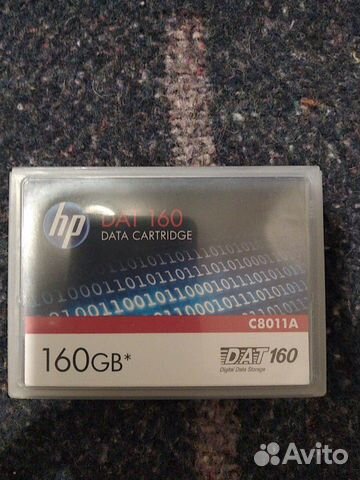 hp
DAT 160
DATA CARTRIDGE
C8011A
160GB*
DAT 160
Digital Data Storage
Avito